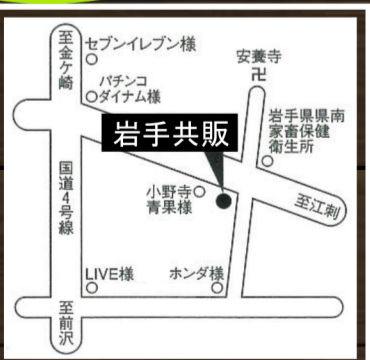 至金ケ崎
セブンイレブン様
パチンコ
ダイナム様
安養寺
卍
岩手県県南
家畜保健
衛生所
岩手共販
国道4号線
小野寺
青果様
至江刺
LIVE様
ホンダ様
至前沢